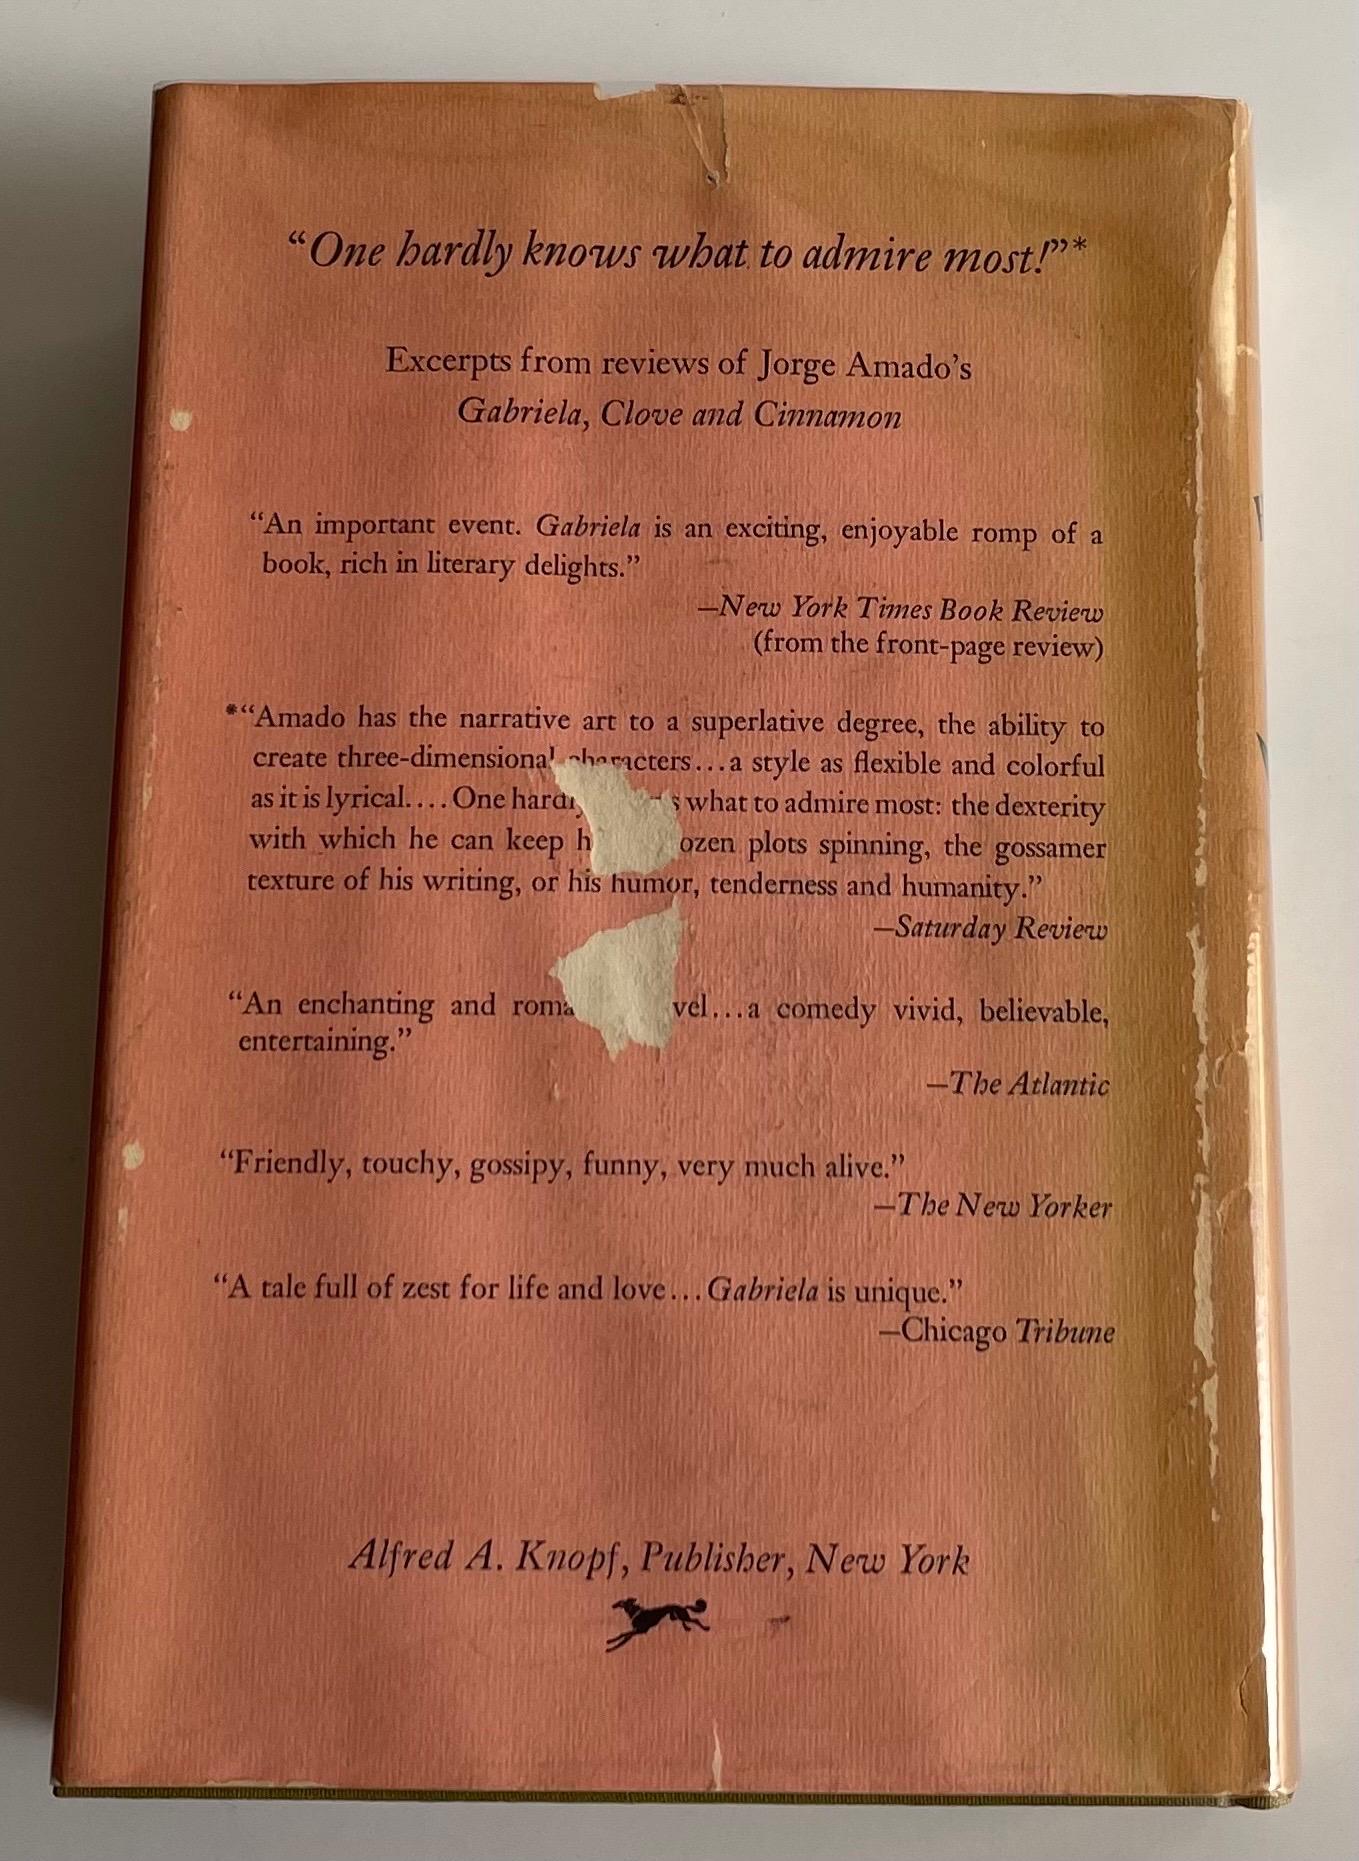 “One hardly knows what to admire most!”*
Excerpts from reviews of Jorge Amado’s
Gabriela, Clove and Cinnamon
“An important event. Gabriela is an exciting, enjoyable romp of a
book, rich in literary delights.”
—New York Times Book Review
(from the front-page review)
*“Amado has the narrative art to a superlative degree, the ability to
create three-dimensional characters...a style as flexible and colorful
as it is lyrical.... One what to admire most: the dexterity
with which he can keep plots spinning, the gossamer
texture of his writing, or his humor, tenderness and humanity.”
—Saturday Review
“An enchanting and ...a comedy vivid, believable,
entertaining.”
—The Atlantic
“Friendly, touchy, gossipy, funny, very much alive.”
—The New Yorker
“A tale full of zest for life and love... Gabriela is unique.”
—Chicago Tribune
Alfred A. Knopf, Publisher, New York